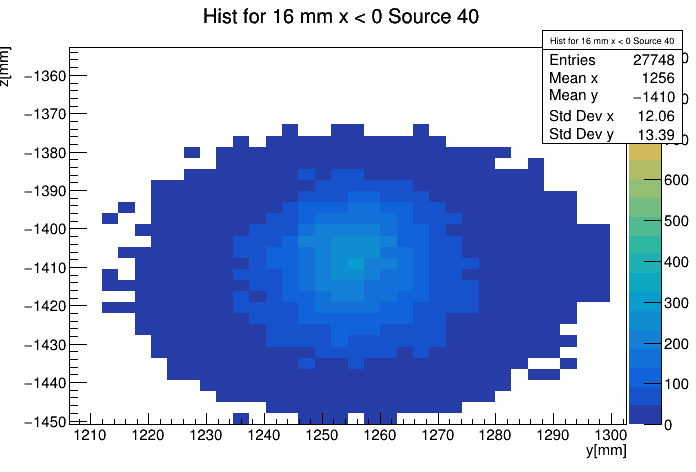 Hist for 16 mm x < 0 Source 40
Hist for 16 mm x < 0 Source 40
Entries 27748
Mean x 1256
Mean y −1410
Std Dev x 12.06
Std Dev y 13.39
z[mm]
−1360
−1370
−1380
−1390
−1400
−1410
−1420
−1430
−1440
−1450
1210 1220 1230 1240 1250 1260 1270 1280 1290 1300
y[mm]
600
500
400
300
200
100
0